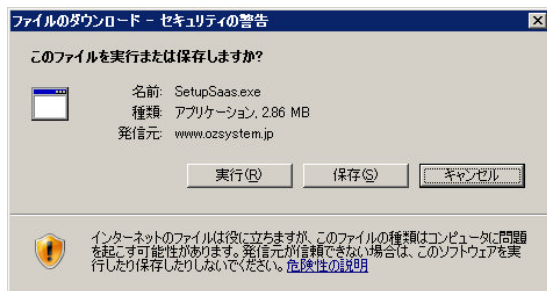 ファイルのダウンロード - セキュリティの警告
このファイルを実行または保存しますか?
名前: SetupSaas.exe
種類: アプリケーション, 2.86 MB
発信元: www.ozsystem.jp
実行(R) 保存(S) キャンセル
インターネットのファイルは役に立ちますが、このファイルの種類はコンピュータに問題
を起こす可能性があります。発信元が信頼できない場合は、このソフトウェアを実
行したり保存したりしないでください。危険性の説明